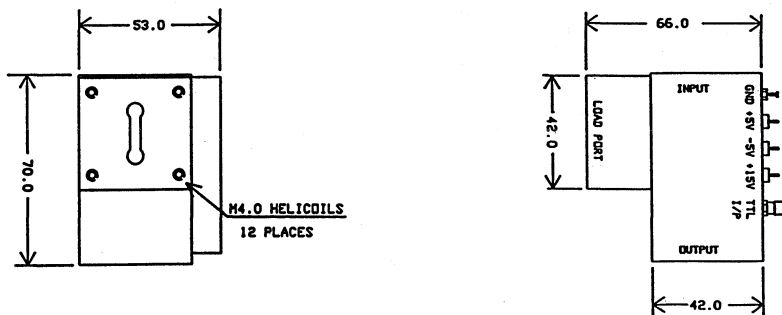 53.0
70.0
M4.0 HELICOILS
12 PLACES
66.0
42.0
LOAD PORT
INPUT
GND
+5V
-5V
+15V
TTL
I/P
OUTPUT
42.0